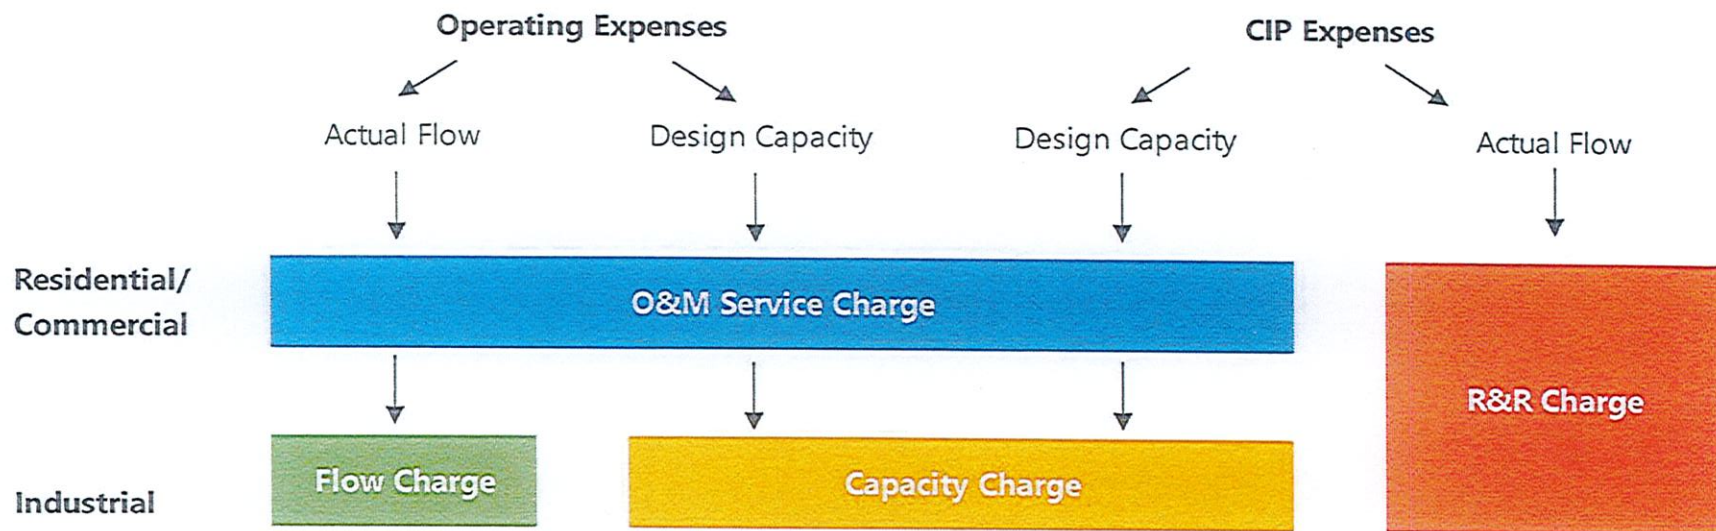 Operating Expenses
CIP Expenses
Actual Flow
Design Capacity
Design Capacity
Actual Flow
Residential/
Commercial
O&M Service Charge
R&R Charge
Flow Charge
Capacity Charge
Industrial